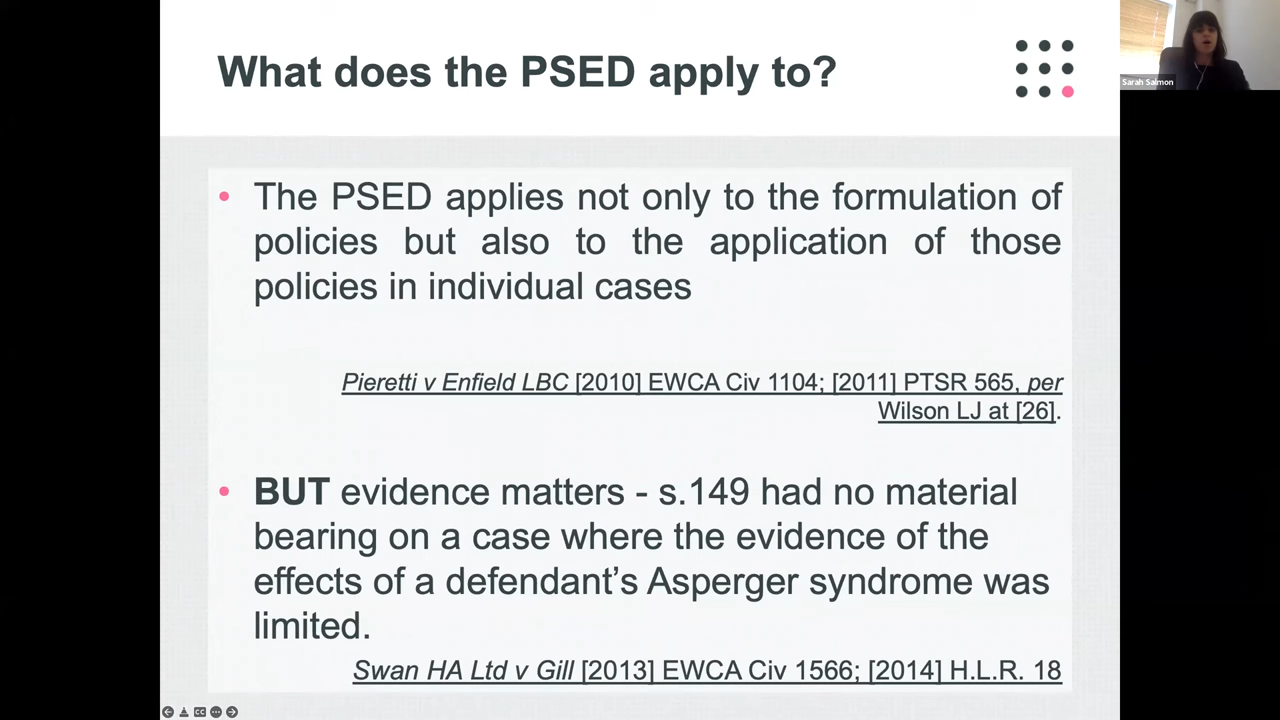 What does the PSED apply to?
Sarah Salmon
• The PSED applies not only to the formulation of
policies but also to the application of those
policies in individual cases
Pieretti v Enfield LBC [2010] EWCA Civ 1104; [2011] PTSR 565, per
Wilson LJ at [26].
• BUT evidence matters - s.149 had no material
bearing on a case where the evidence of the
effects of a defendant’s Asperger syndrome was
limited.
Swan HA Ltd v Gill [2013] EWCA Civ 1566; [2014] H.L.R. 18
CC